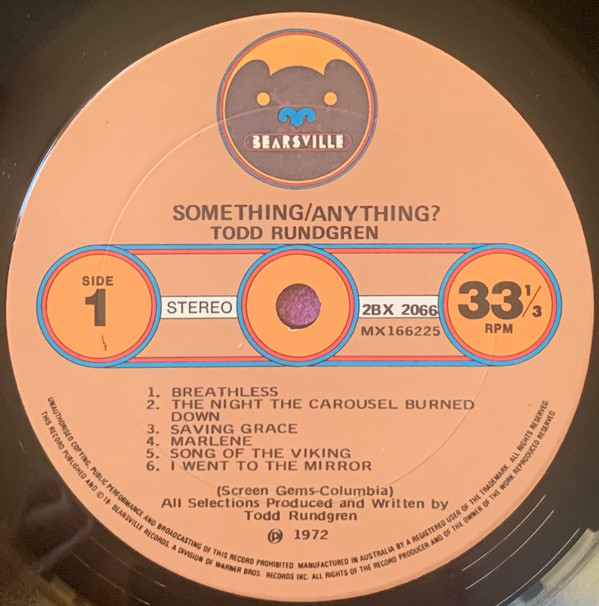 BEARSVILLE
SOMETHING/ANYTHING?
TODD RUNDGREN
SIDE
1
STEREO
2BX 2066
MX166225
33 1/3
RPM
1. BREATHLESS
2. THE NIGHT THE CAROUSEL BURNED
DOWN
3. SAVING GRACE
4. MARLENE
5. SONG OF THE VIKING
6. I WENT TO THE MIRROR
(Screen Gems-Columbia)
All Selections Produced and Written by
Todd Rundgren
℗ 1972
UNAUTHORISED COPYING, PUBLIC PERFORMANCE AND BROADCASTING OF THIS RECORD PROHIBITED. MANUFACTURED IN AUSTRALIA BY A REGISTERED USER OF THE TRADEMARK. ALL RIGHTS RESERVED.
THIS RECORD PUBLISHED AND © 19 BEARSVILLE RECORDS, A DIVISION OF WARNER BROS. RECORDS INC. ALL RIGHTS OF THE RECORD PRODUCER AND OF THE OWNER OF THE WORK REPRODUCED RESERVED.